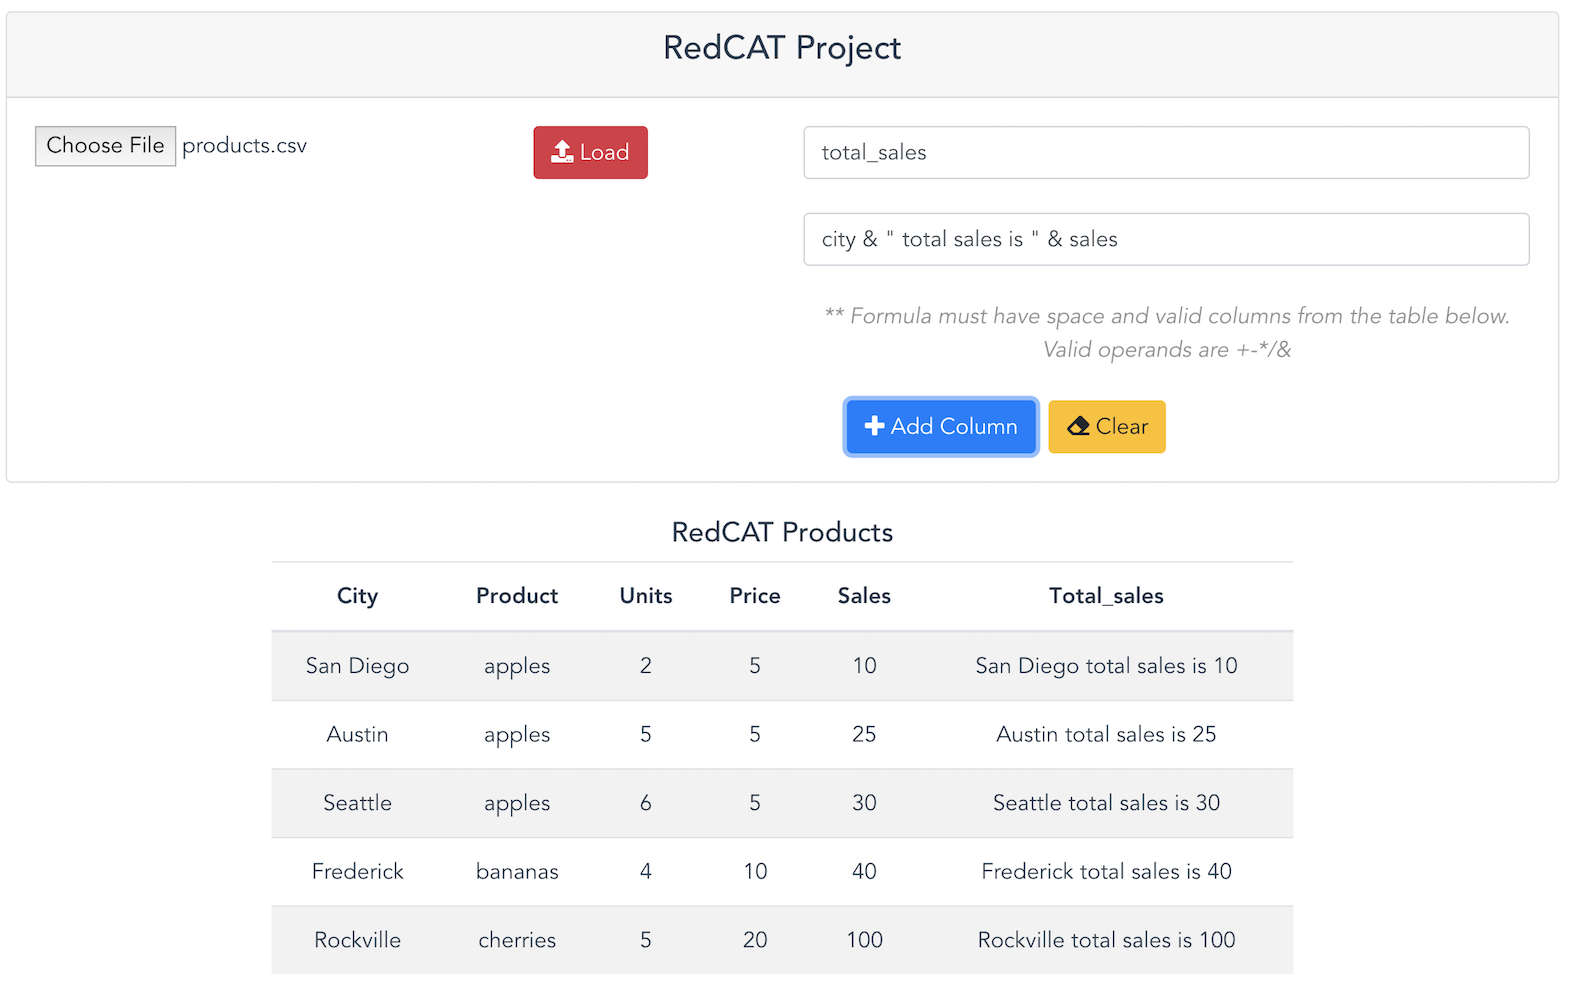 RedCAT Project
Choose File products.csv
Load
total_sales
city & " total sales is " & sales
** Formula must have space and valid columns from the table below.
Valid operands are +-*/&
Add Column
Clear
RedCAT Products
City Product Units Price Sales Total_sales
San Diego apples 2 5 10 San Diego total sales is 10
Austin apples 5 5 25 Austin total sales is 25
Seattle apples 6 5 30 Seattle total sales is 30
Frederick bananas 4 10 40 Frederick total sales is 40
Rockville cherries 5 20 100 Rockville total sales is 100